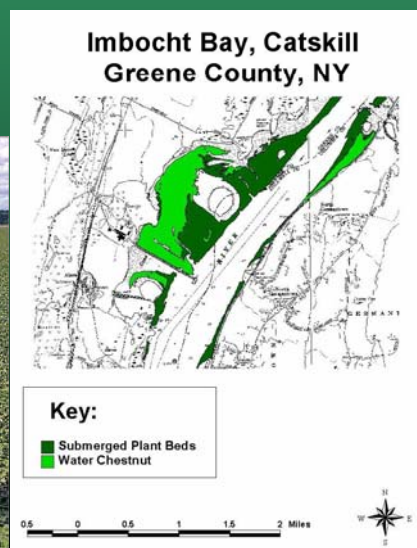 Imbocht Bay, Catskill
Greene County, NY
RIVER
Key:
Submerged Plant Beds
Water Chestnut
N
W E
S
0.5 0 0.5 1 1.5 2 Miles